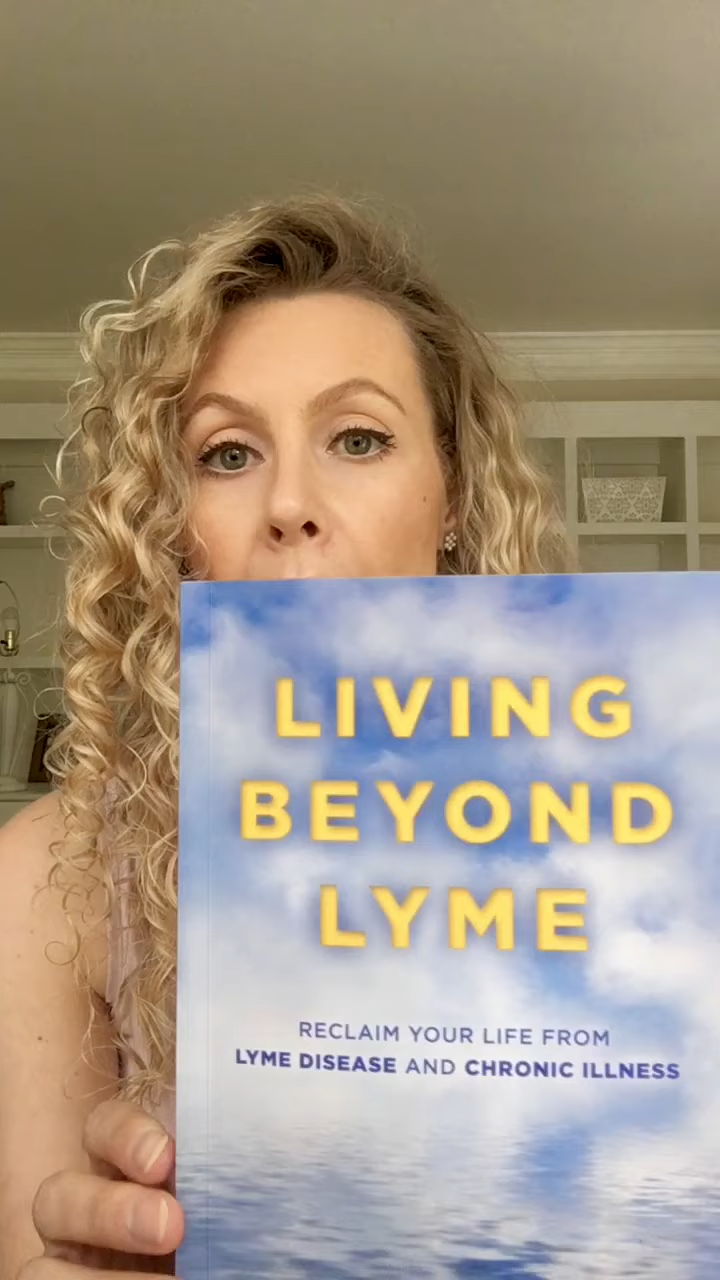 LIVING
BEYOND
LYME
RECLAIM YOUR LIFE FROM
LYME DISEASE AND CHRONIC ILLNESS